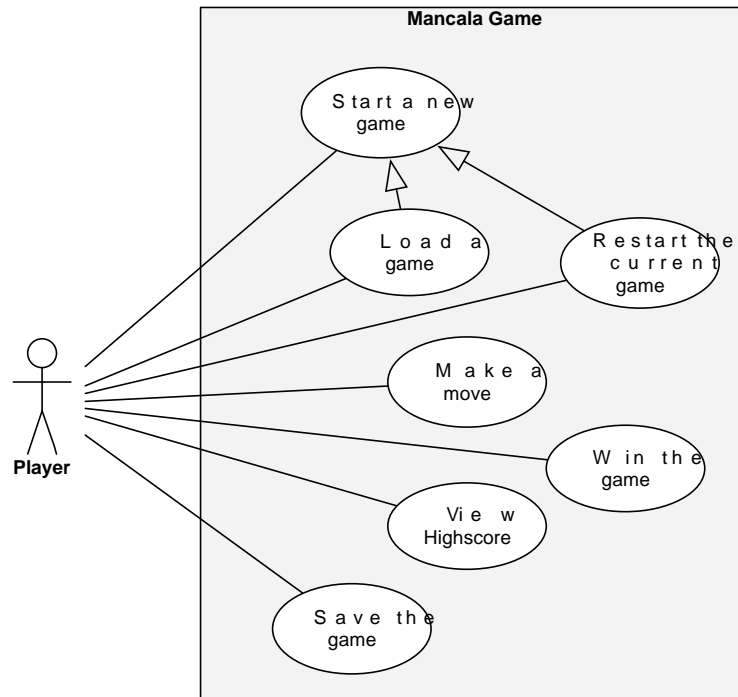 Mancala Game
Start a new
game
Load a
game
Restart the
current
game
Make a
move
Player
Win the
game
View
Highscore
Save the
game